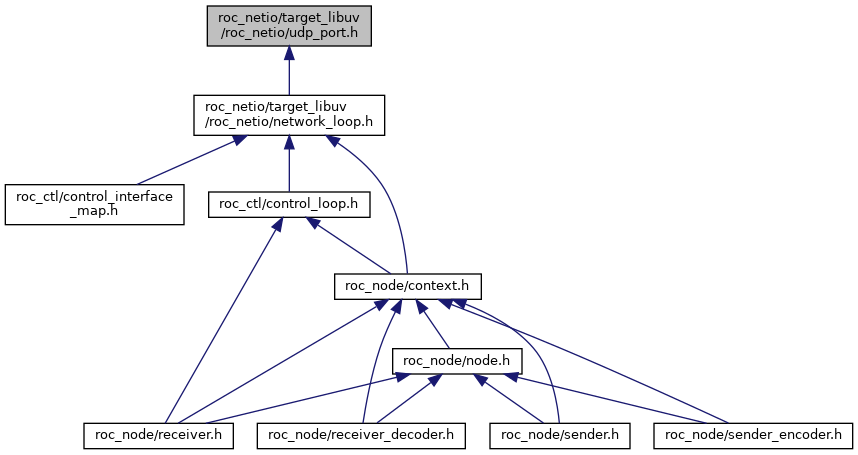 roc_netio/target_libuv
/roc_netio/udp_port.h
roc_netio/target_libuv
/roc_netio/network_loop.h
roc_ctl/control_interface
_map.h
roc_ctl/control_loop.h
roc_node/context.h
roc_node/node.h
roc_node/receiver.h
roc_node/receiver_decoder.h
roc_node/sender.h
roc_node/sender_encoder.h